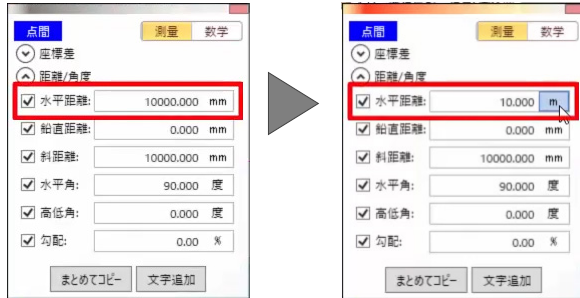 点間 測量 数学
座標差
距離/角度
水平距離: 10000.000 mm
鉛直距離: 0.000 mm
斜距離: 10000.000 mm
水平角: 90.000 度
高低角: 0.000 度
勾配: 0.00 %
まとめてコピー 文字追加
点間 測量 数学
座標差
距離/角度
水平距離: 10.000 m
鉛直距離: 0.000 mm
斜距離: 10000.000 mm
水平角: 90.000 度
高低角: 0.000 度
勾配: 0.00 %
まとめてコピー 文字追加